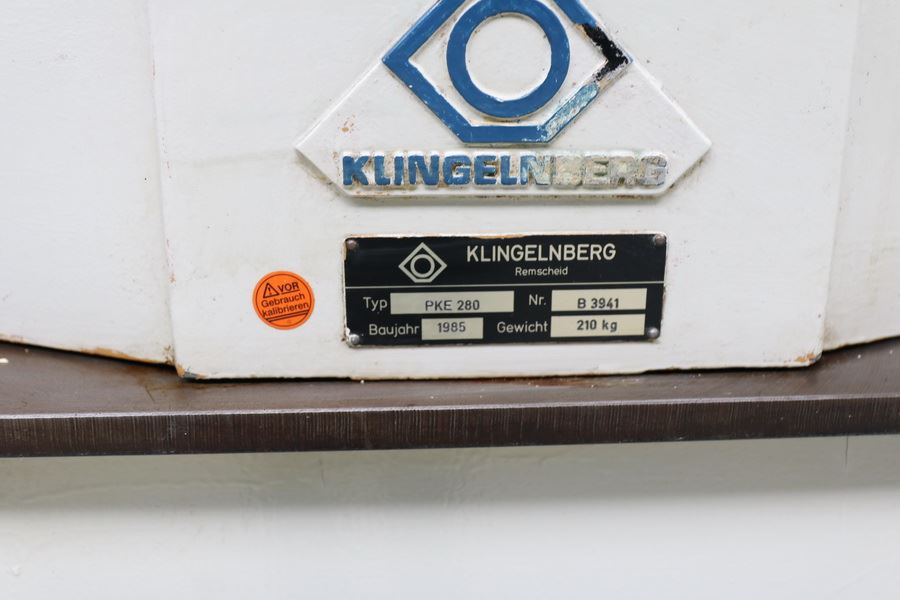 KLINGELNBERG
KLINGELNBERG
Remscheid
Typ PKE 280 Nr. B 3941
Baujahr 1985 Gewicht 210 kg
VOR
Gebrauch
kalibrieren